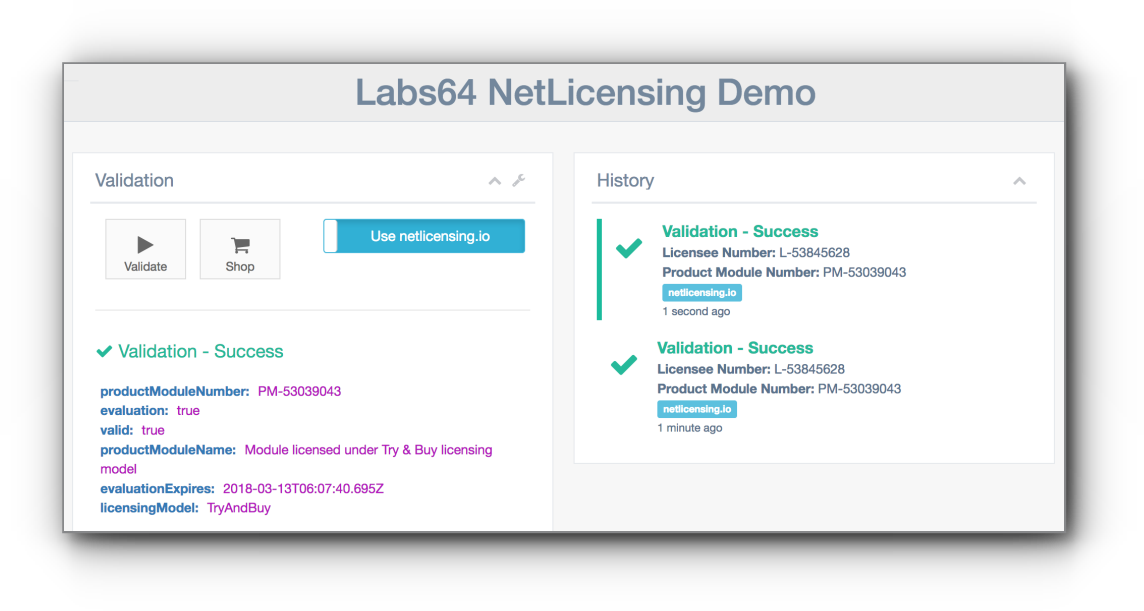 Labs64 NetLicensing Demo
Validation
Validate
Shop
Use netlicensing.io
Validation - Success
productModuleNumber: PM-53039043
evaluation: true
valid: true
productModuleName: Module licensed under Try & Buy licensing
model
evaluationExpires: 2018-03-13T06:07:40.695Z
licensingModel: TryAndBuy
History
Validation - Success
Licensee Number: L-53845628
Product Module Number: PM-53039043
netlicensing.io
1 second ago
Validation - Success
Licensee Number: L-53845628
Product Module Number: PM-53039043
netlicensing.io
1 minute ago